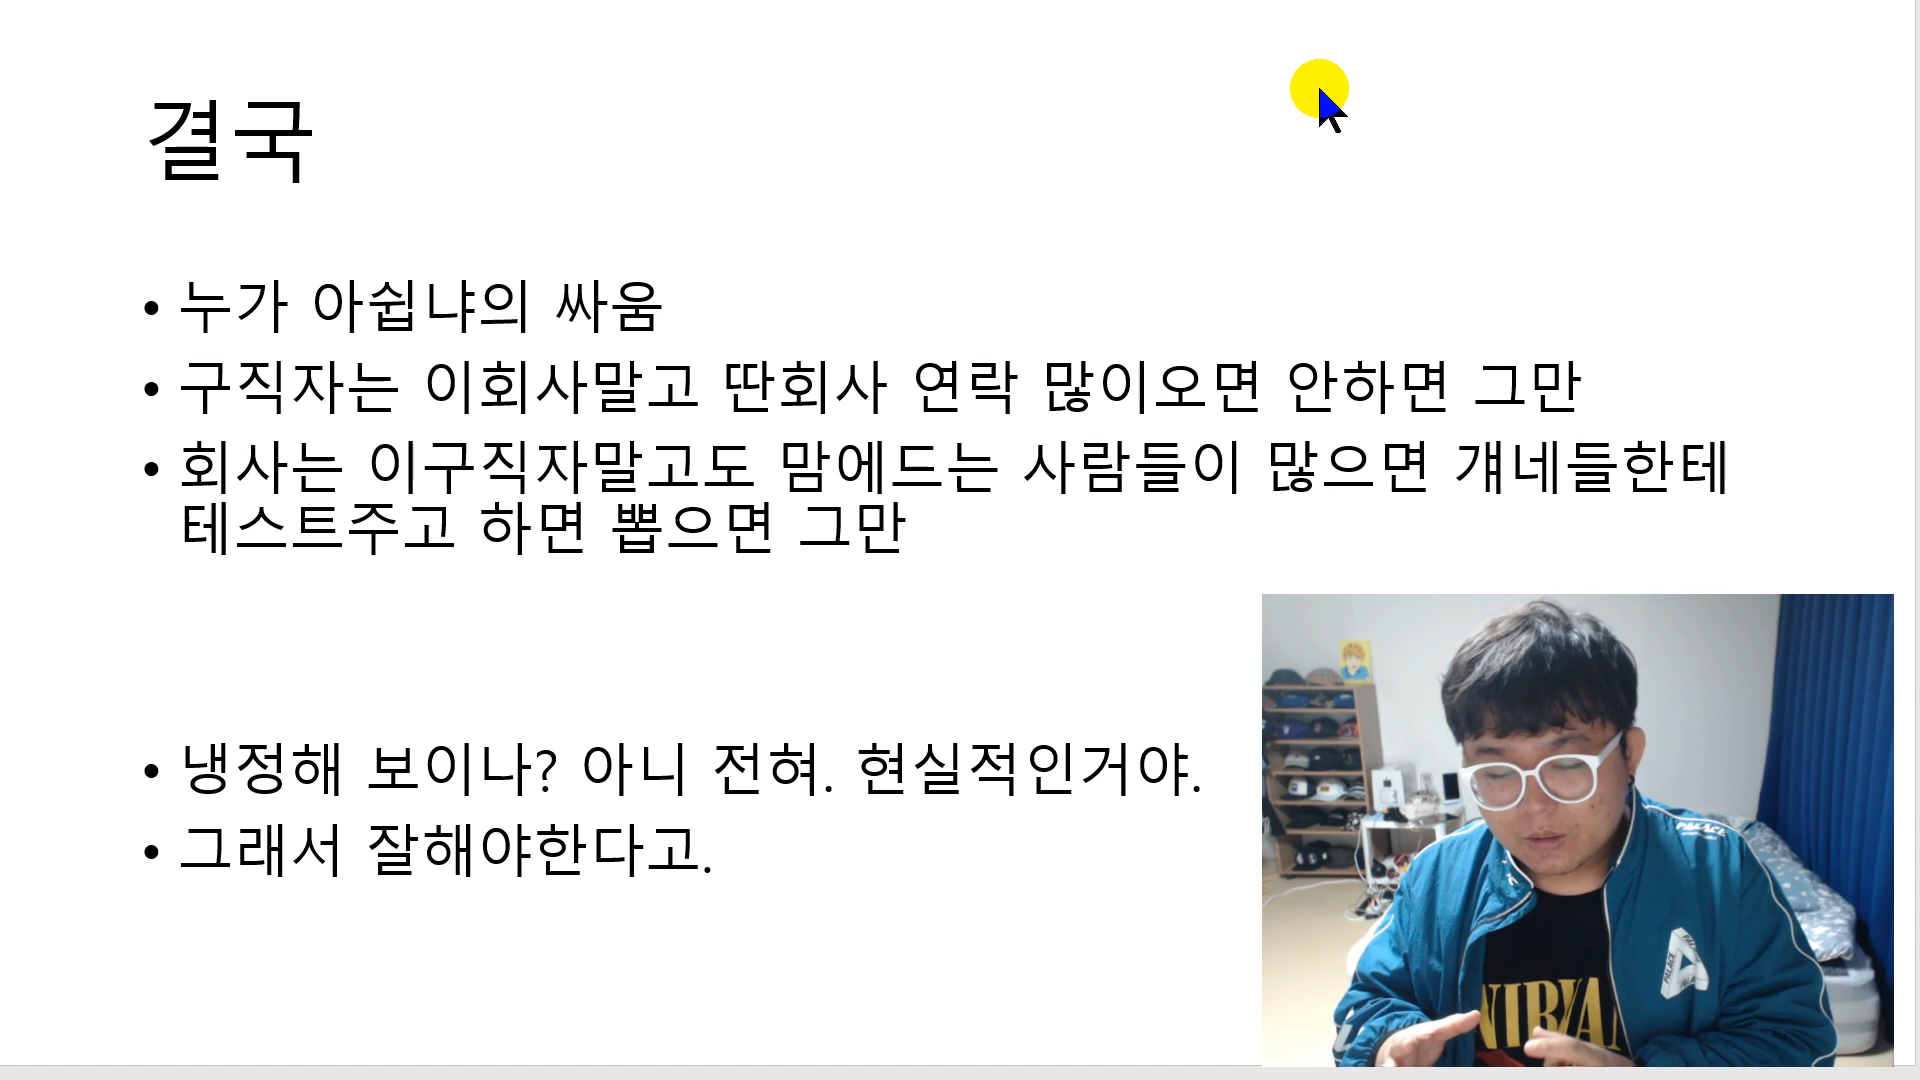 결국
• 누가 아쉽냐의 싸움
• 구직자는 이회사말고 딴회사 연락 많이오면 안하면 그만
• 회사는 이구직자말고도 맘에드는 사람들이 많으면 걔네들한테
테스트주고 하면 뽑으면 그만
• 냉정해 보이나? 아니 전혀. 현실적인거야.
• 그래서 잘해야한다고.
PALACE
PALACE
NIRVA